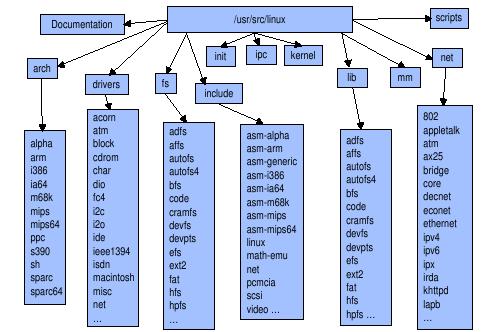 Documentation
/usr/src/linux
scripts
arch
drivers
fs
init
ipc
kernel
include
lib
mm
net
alpha
arm
i386
ia64
m68k
mips
mips64
ppc
s390
sh
sparc
sparc64
acorn
atm
block
cdrom
char
dio
fc4
i2c
i2o
ide
ieee1394
isdn
macintosh
misc
net
...
adfs
affs
autofs
autofs4
bfs
code
cramfs
devfs
devpts
efs
ext2
fat
hfs
hpfs
...
asm-alpha
asm-arm
asm-generic
asm-i386
asm-ia64
asm-m68k
asm-mips
asm-mips64
linux
math-emu
net
pcmcia
scsi
video ...
adfs
affs
autofs
autofs4
bfs
code
cramfs
devfs
devpts
efs
ext2
fat
hfs
hpfs ...
802
appletalk
atm
ax25
bridge
core
decnet
econet
ethernet
ipv4
ipv6
ipx
irda
khttpd
lapb
...